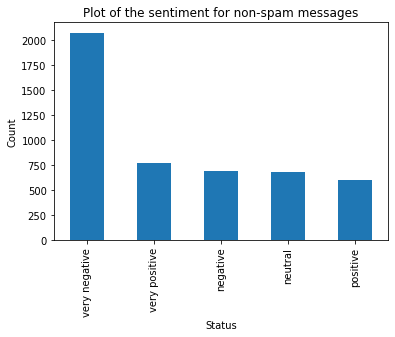 Plot of the sentiment for non-spam messages
2000
1750
1500
1250
1000
750
500
250
0
Count
very negative
very positive
negative
neutral
positive
Status